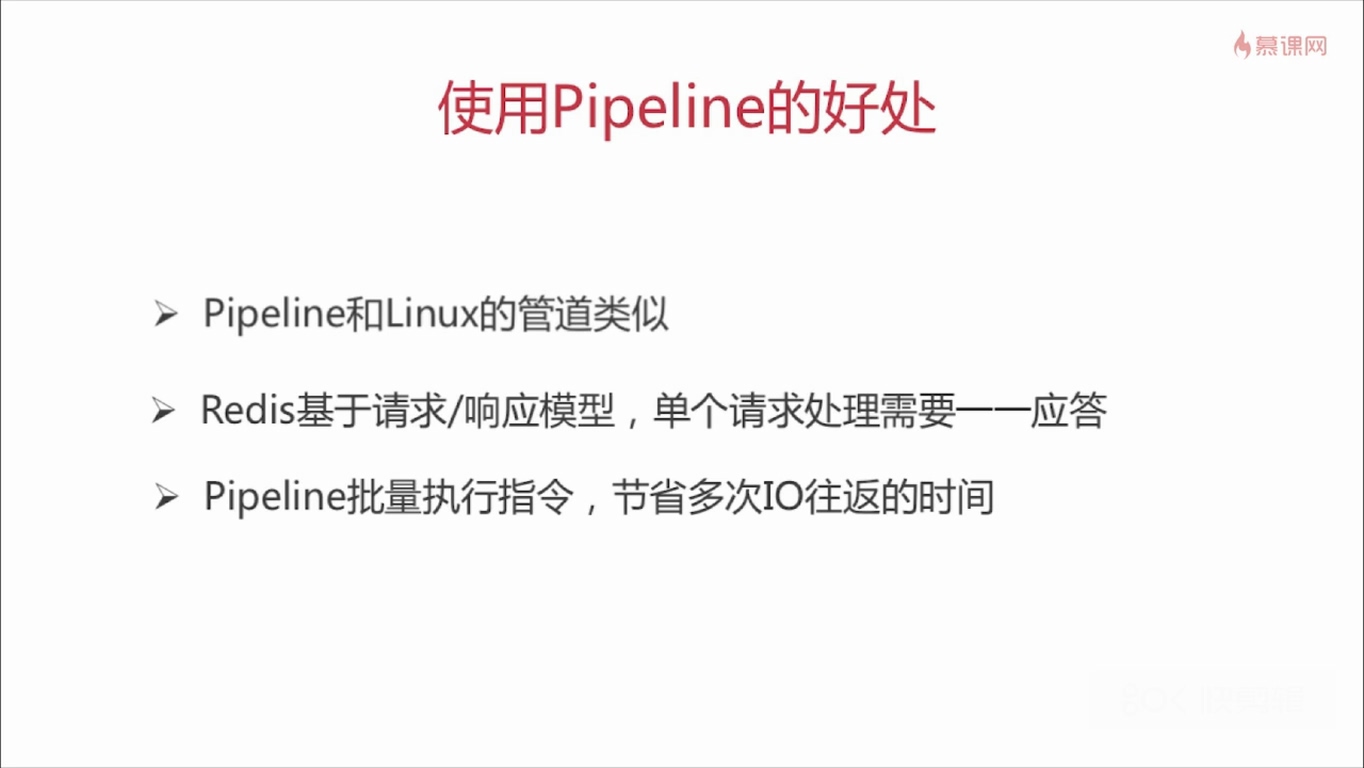 慕课网
使用Pipeline的好处
Pipeline和Linux的管道类似
Redis基于请求/响应模型，单个请求处理需要一一应答
Pipeline批量执行指令，节省多次IO往返的时间